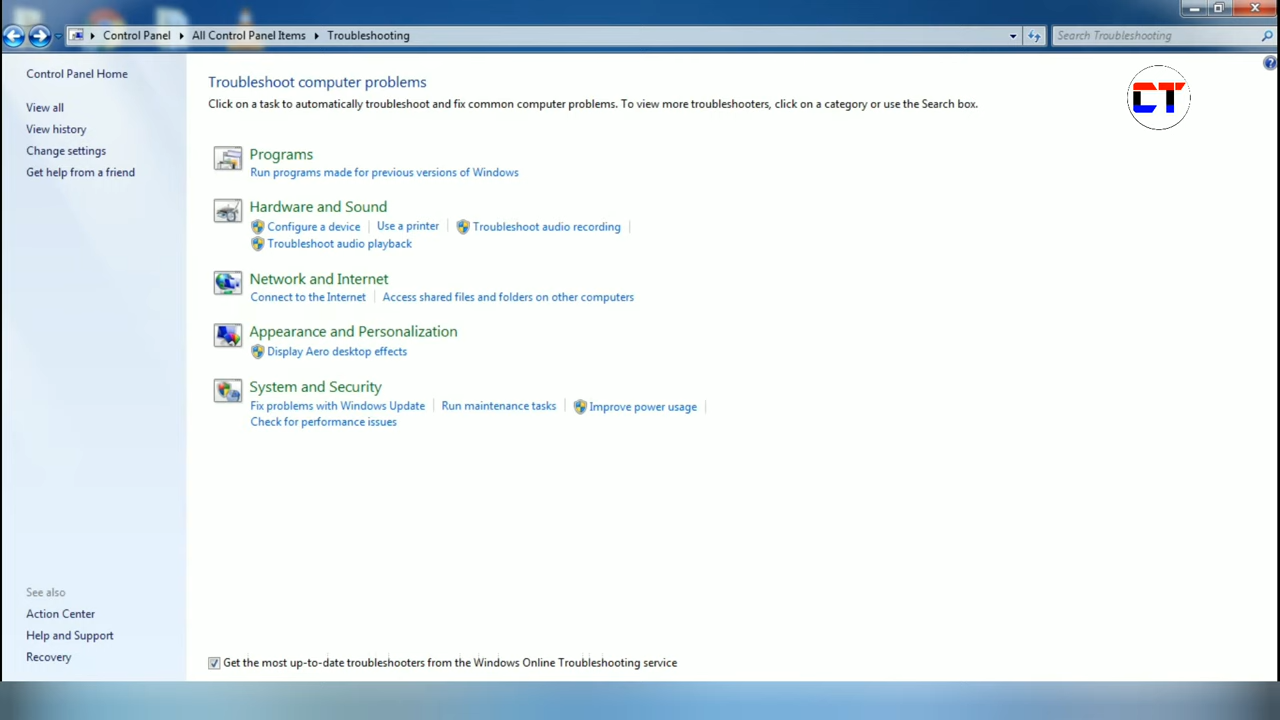 Control Panel All Control Panel Items Troubleshooting Search Troubleshooting
Control Panel Home
View all
View history
Change settings
Get help from a friend
Troubleshoot computer problems
Click on a task to automatically troubleshoot and fix common computer problems. To view more troubleshooters, click on a category or use the Search box.
CT
Programs
Run programs made for previous versions of Windows
Hardware and Sound
Configure a device Use a printer Troubleshoot audio recording
Troubleshoot audio playback
Network and Internet
Connect to the Internet Access shared files and folders on other computers
Appearance and Personalization
Display Aero desktop effects
System and Security
Fix problems with Windows Update Run maintenance tasks Improve power usage
Check for performance issues
See also
Action Center
Help and Support
Recovery
Get the most up-to-date troubleshooters from the Windows Online Troubleshooting service